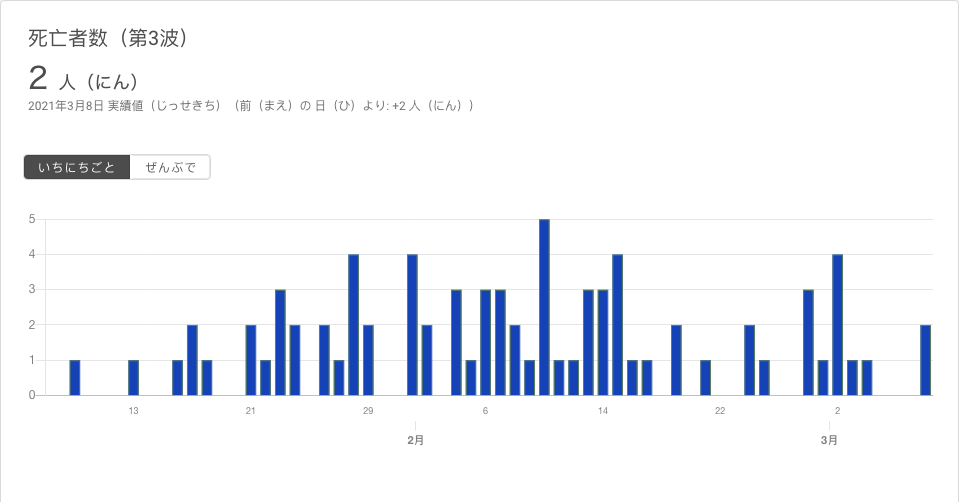 死亡者数（第3波）
2 人（にん）
2021年3月8日 実績値（じっせきち）（前（まえ）の 日（ひ）より: +2 人（にん））
いちにちごと ぜんぶで
5
4
3
2
1
0
13 21 29 6 14 22 2
2月 3月